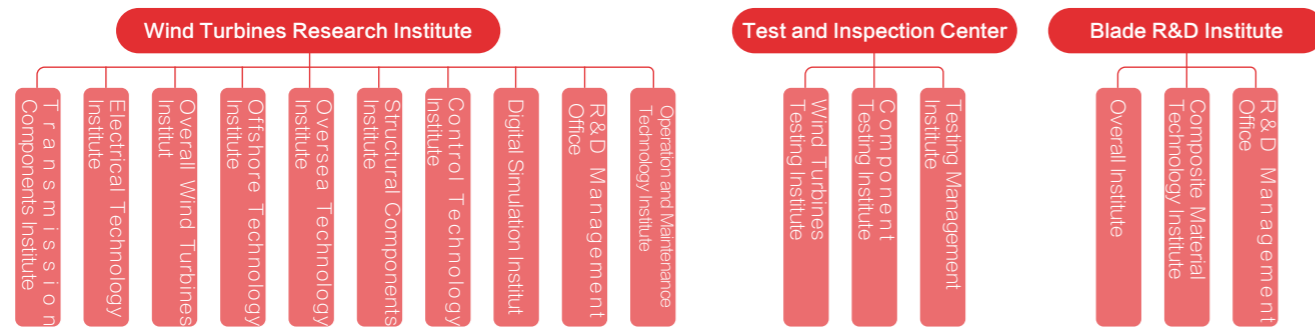 Wind Turbines Research Institute
Test and Inspection Center
Blade R&D Institute
Transmission
Components Institute
Electrical Technology
Institute
Overall Wind Turbines
Institut
Offshore Technology
Institute
Oversea Technology
Institute
Structural Components
Institute
Control Technology
Institute
Digital Simulation Institut
R&D Management
Office
Operation and Maintenance
Technology Institute
Wind Turbines
Testing Institute
Component
Testing Institute
Testing Management
Institute
Overall Institute
Composite Material
Technology Institute
R&D Management
Office